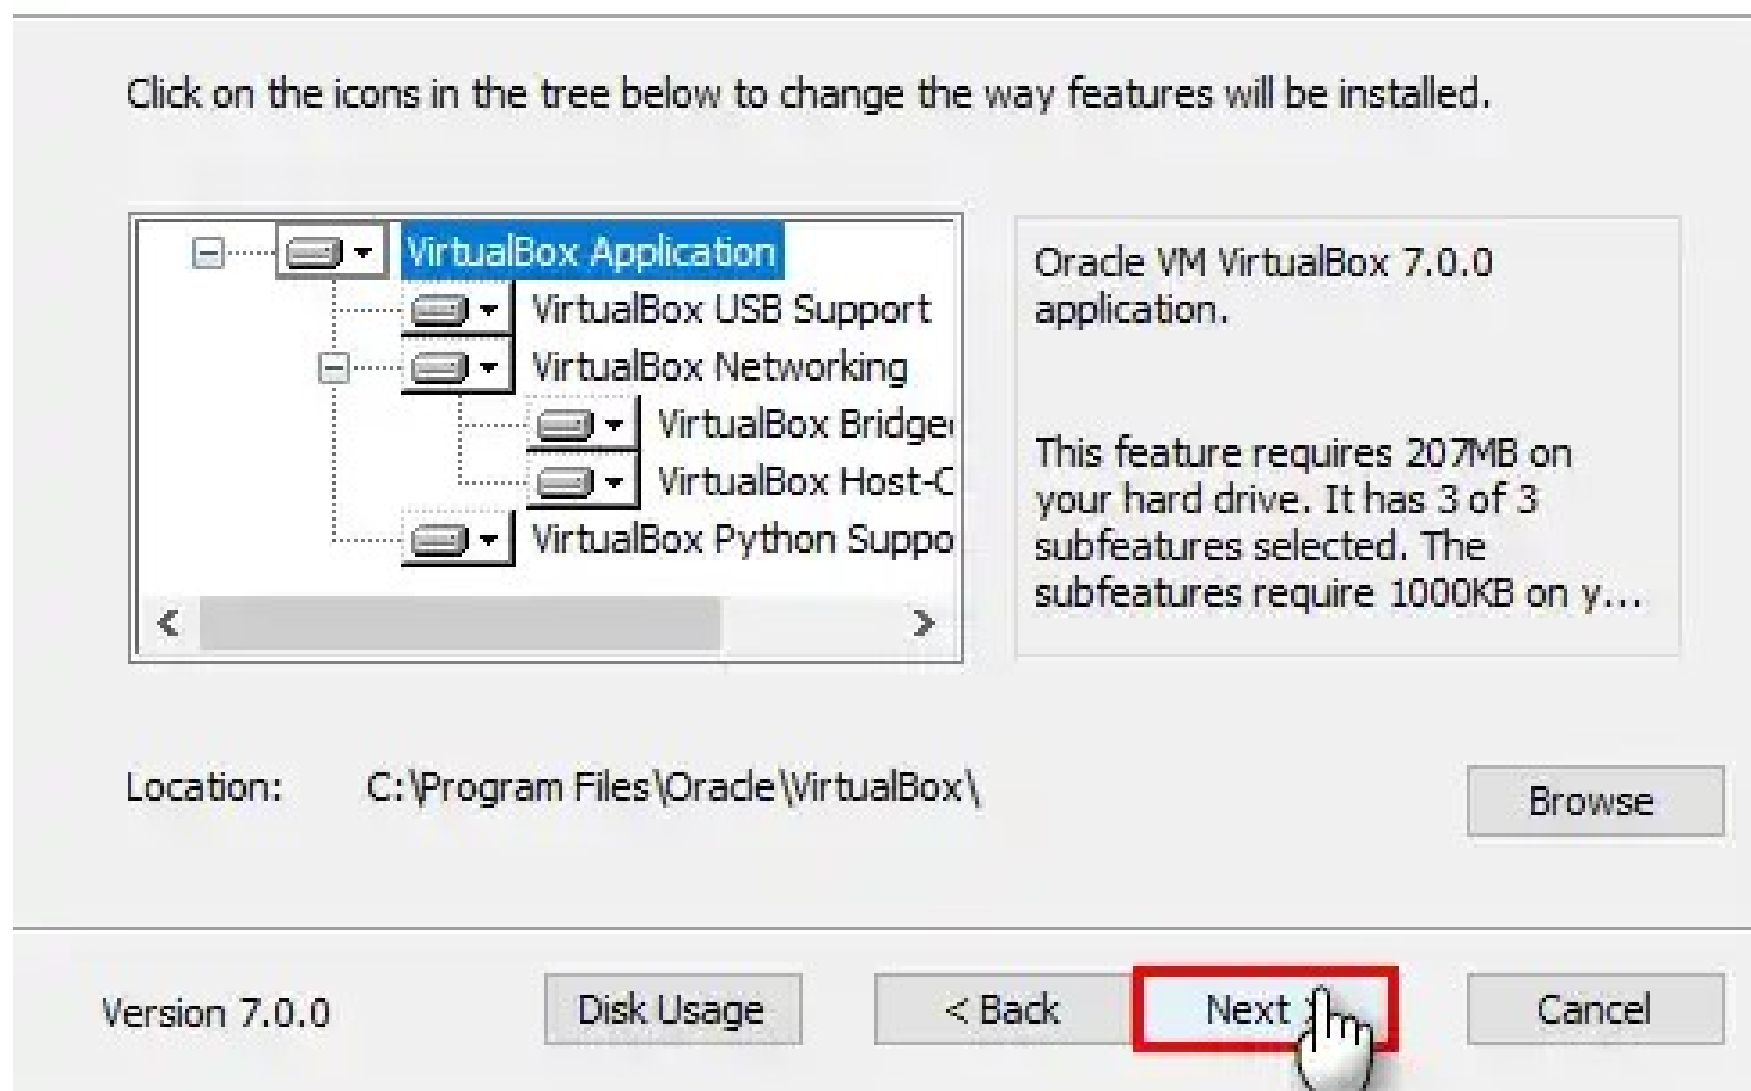 Click on the icons in the tree below to change the way features will be installed.
VirtualBox Application
VirtualBox USB Support
VirtualBox Networking
VirtualBox Bridge
VirtualBox Host-C
VirtualBox Python Suppo
Oracle VM VirtualBox 7.0.0
application.
This feature requires 207MB on
your hard drive. It has 3 of 3
subfeatures selected. The
subfeatures require 1000KB on y...
Location: C:\Program Files\Oracle\VirtualBox\
Browse
Version 7.0.0
Disk Usage
< Back
Next >
Cancel